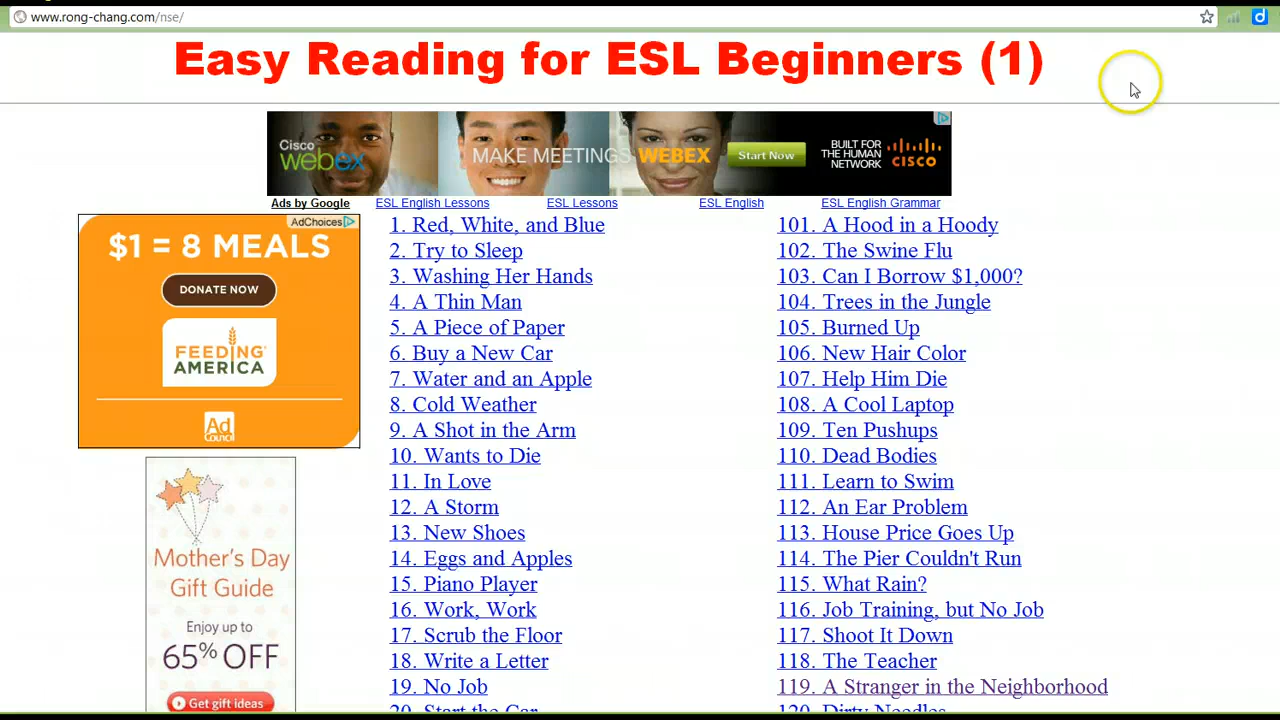 www.rong-chang.com/nse/
Easy Reading for ESL Beginners (1)
Cisco
webex
MAKE MEETINGS WEBEX
Start Now
BUILT FOR
THE HUMAN
NETWORK
CISCO
Ads by Google
ESL English Lessons
ESL Lessons
ESL English
ESL English Grammar
AdChoices
$1 = 8 MEALS
DONATE NOW
FEEDING
AMERICA
Ad
COUNCIL
Mother's Day
Gift Guide
Enjoy up to
65% OFF
Get gift ideas
1. Red, White, and Blue
2. Try to Sleep
3. Washing Her Hands
4. A Thin Man
5. A Piece of Paper
6. Buy a New Car
7. Water and an Apple
8. Cold Weather
9. A Shot in the Arm
10. Wants to Die
11. In Love
12. A Storm
13. New Shoes
14. Eggs and Apples
15. Piano Player
16. Work, Work
17. Scrub the Floor
18. Write a Letter
19. No Job
20. Start the Car
101. A Hood in a Hoody
102. The Swine Flu
103. Can I Borrow $1,000?
104. Trees in the Jungle
105. Burned Up
106. New Hair Color
107. Help Him Die
108. A Cool Laptop
109. Ten Pushups
110. Dead Bodies
111. Learn to Swim
112. An Ear Problem
113. House Price Goes Up
114. The Pier Couldn't Run
115. What Rain?
116. Job Training, but No Job
117. Shoot It Down
118. The Teacher
119. A Stranger in the Neighborhood
120. Dirty Needles